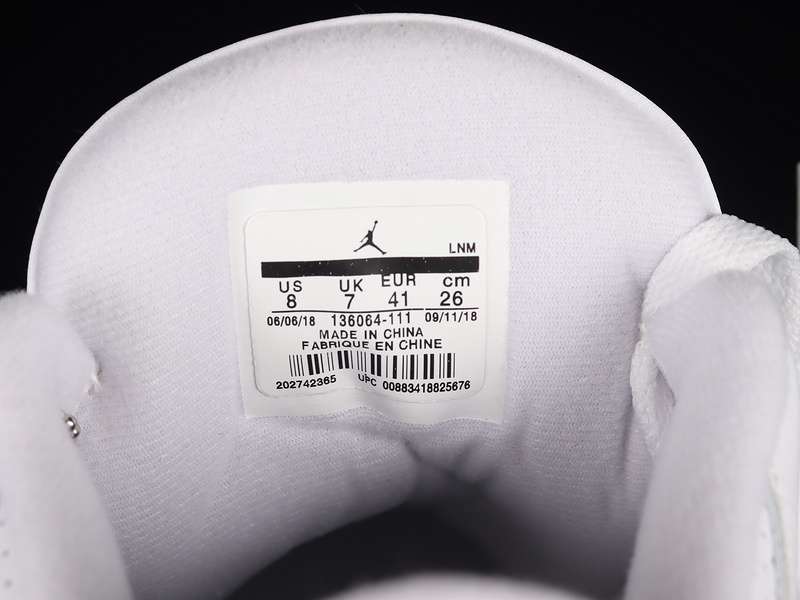 LNM
US UK EUR cm
8 7 41 26
06/06/18 136064-111 09/11/18
MADE IN CHINA
FABRIQUE EN CHINE
202742365 UPC 00883418825676